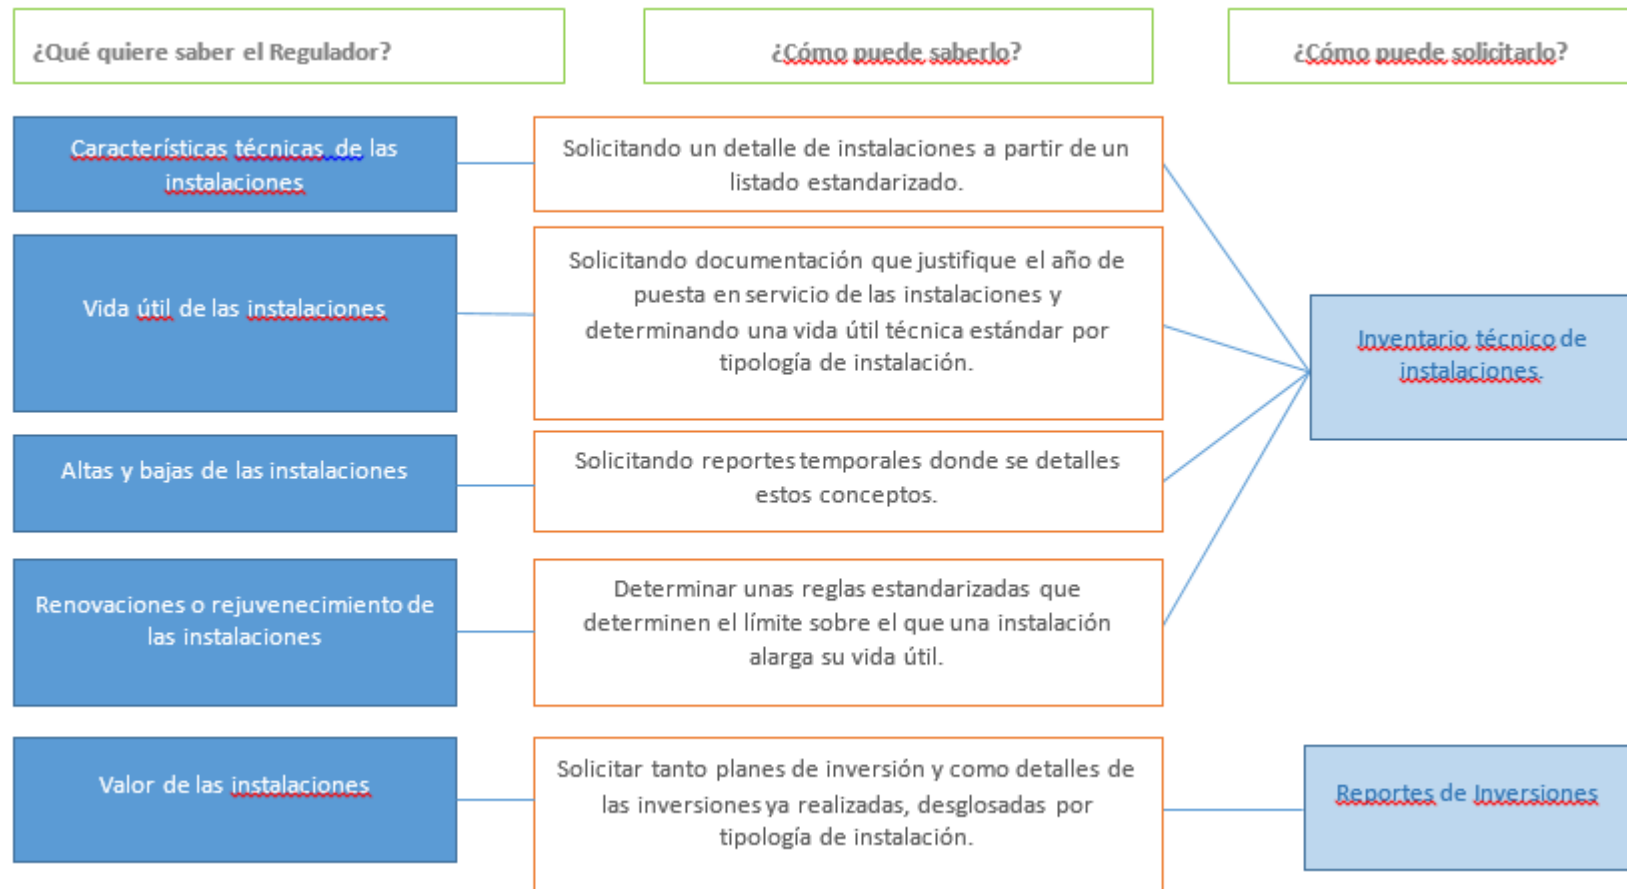 ¿Qué quiere saber el Regulador?
¿Cómo puede saberlo?
¿Cómo puede solicitarlo?
Características técnicas de las
instalaciones
Solicitando un detalle de instalaciones a partir de un
listado estandarizado.
Vida útil de las instalaciones
Solicitando documentación que justifique el año de
puesta en servicio de las instalaciones y
determinando una vida útil técnica estándar por
tipología de instalación.
Inventario técnico de
instalaciones.
Altas y bajas de las instalaciones
Solicitando reportes temporales donde se detalles
estos conceptos.
Renovaciones o rejuvenecimiento de
las instalaciones
Determinar unas reglas estandarizadas que
determinen el límite sobre el que una instalación
alarga su vida útil.
Valor de las instalaciones
Solicitar tanto planes de inversión y como detalles de
las inversiones ya realizadas, desglosadas por
tipología de instalación.
Reportes de Inversiones